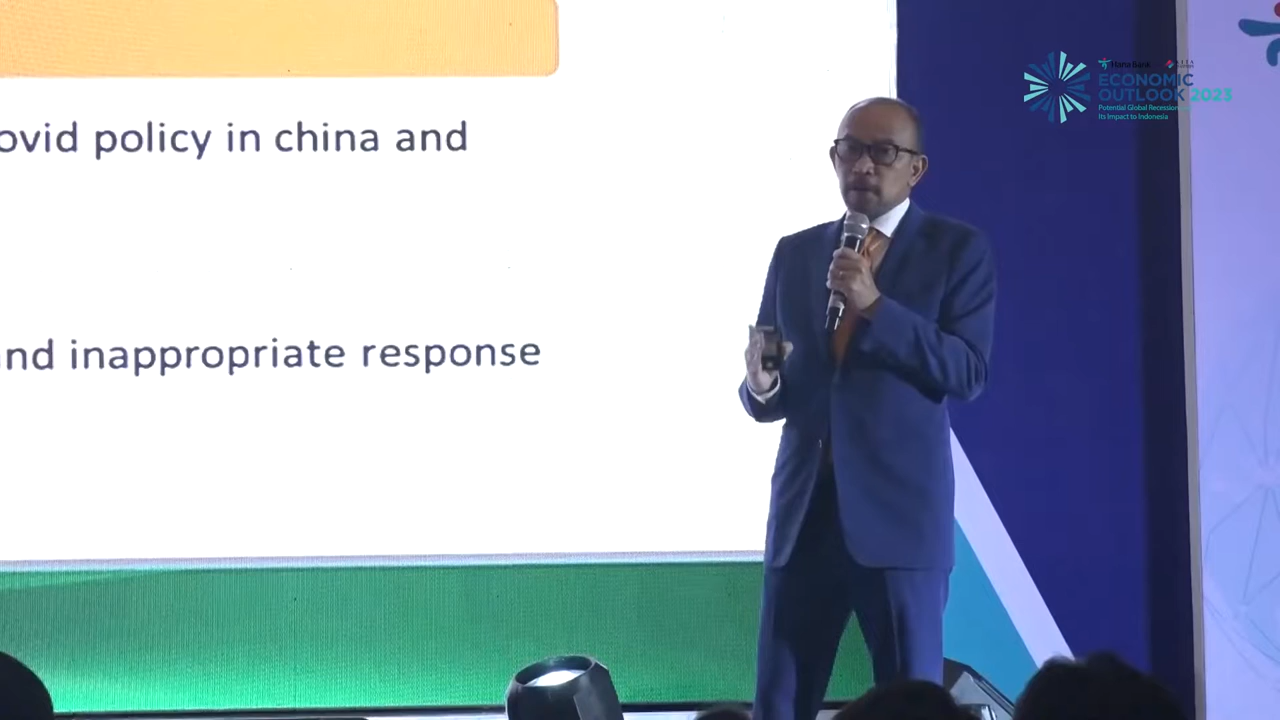 ovid policy in china and
and inappropriate response
Hana Bank
ECONOMIC
OUTLOOK 2023
Potential Global Recession
Its Impact to Indonesia